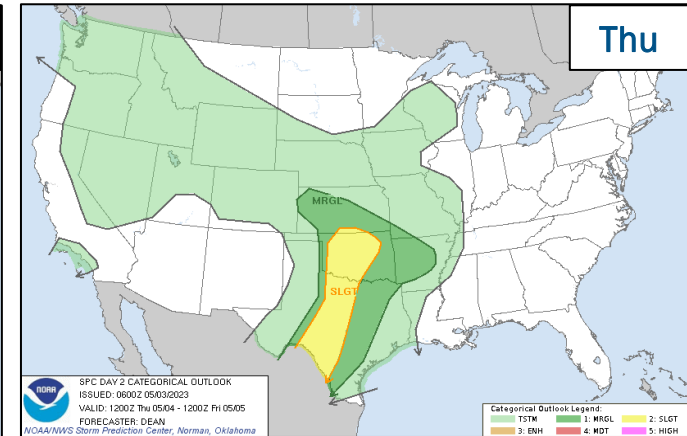 Thu
MRGL
SLGT
NOAA
SPC DAY 2 CATEGORICAL OUTLOOK
ISSUED: 0600Z 05/03/2023
VALID: 1200Z Thu 05/04 - 1200Z Fri 05/05
FORECASTER: DEAN
NOAA/NWS Storm Prediction Center, Norman, Oklahoma
Categorical Outlook Legend:
TSTM 1: MRGL 2: SLGT
3: ENH 4: MDT 5: HIGH